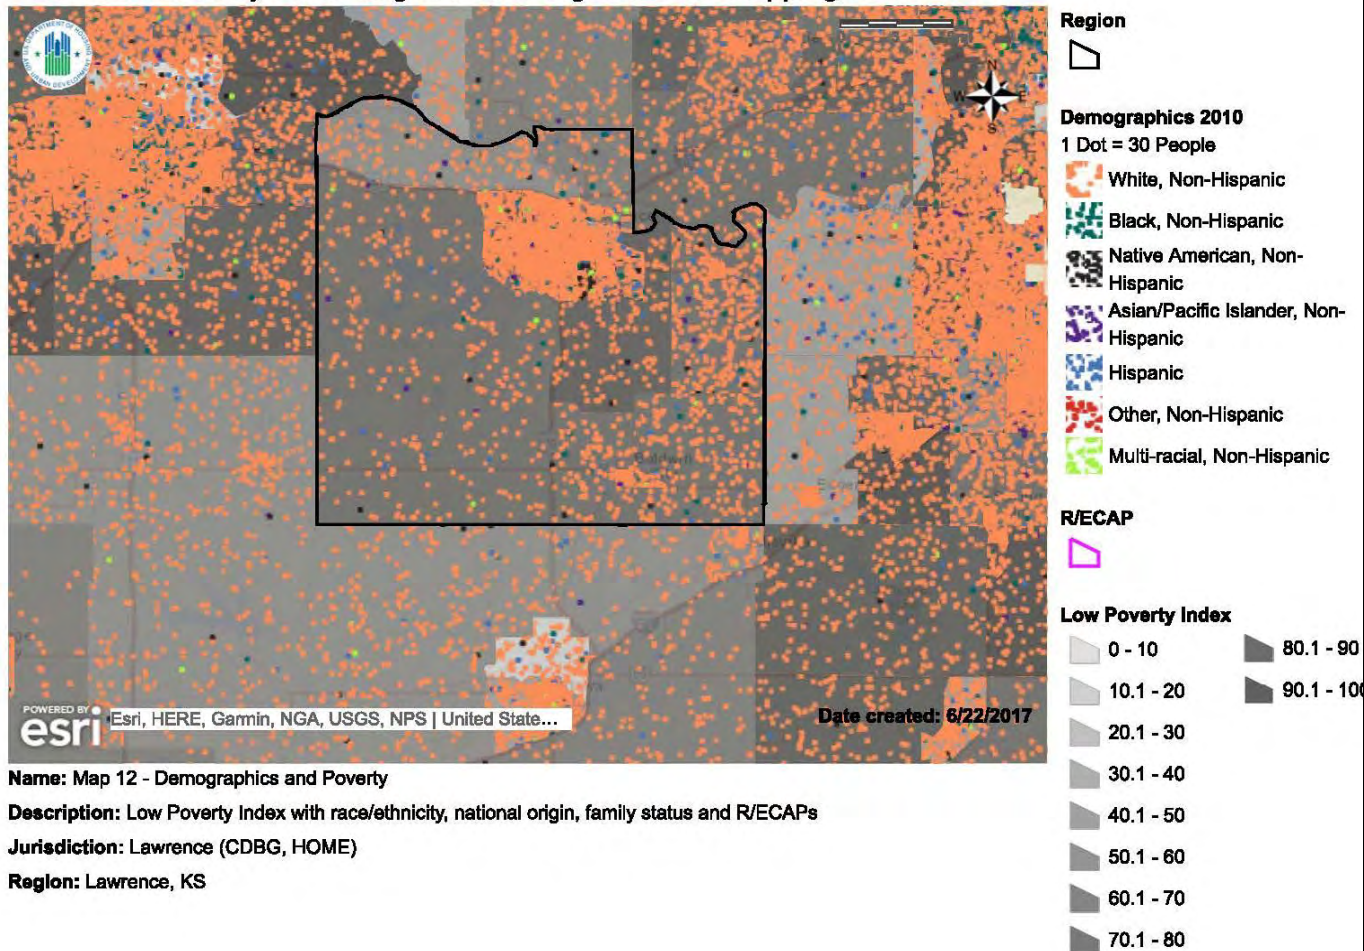 Region
Demographics 2010
1 Dot = 30 People
White, Non-Hispanic
Black, Non-Hispanic
Native American, Non-
Hispanic
Asian/Pacific Islander, Non-
Hispanic
Hispanic
Other, Non-Hispanic
Multi-racial, Non-Hispanic
R/ECAP
Low Poverty Index
0 - 10
10.1 - 20
20.1 - 30
30.1 - 40
40.1 - 50
50.1 - 60
60.1 - 70
70.1 - 80
80.1 - 90
90.1 - 100
N
W
E
S
Baldwin
POWERED BY
esri
Esri, HERE, Garmin, NGA, USGS, NPS | United State...
Date created: 6/22/2017
Name: Map 12 - Demographics and Poverty
Description: Low Poverty Index with race/ethnicity, national origin, family status and R/ECAPs
Jurisdiction: Lawrence (CDBG, HOME)
Region: Lawrence, KS